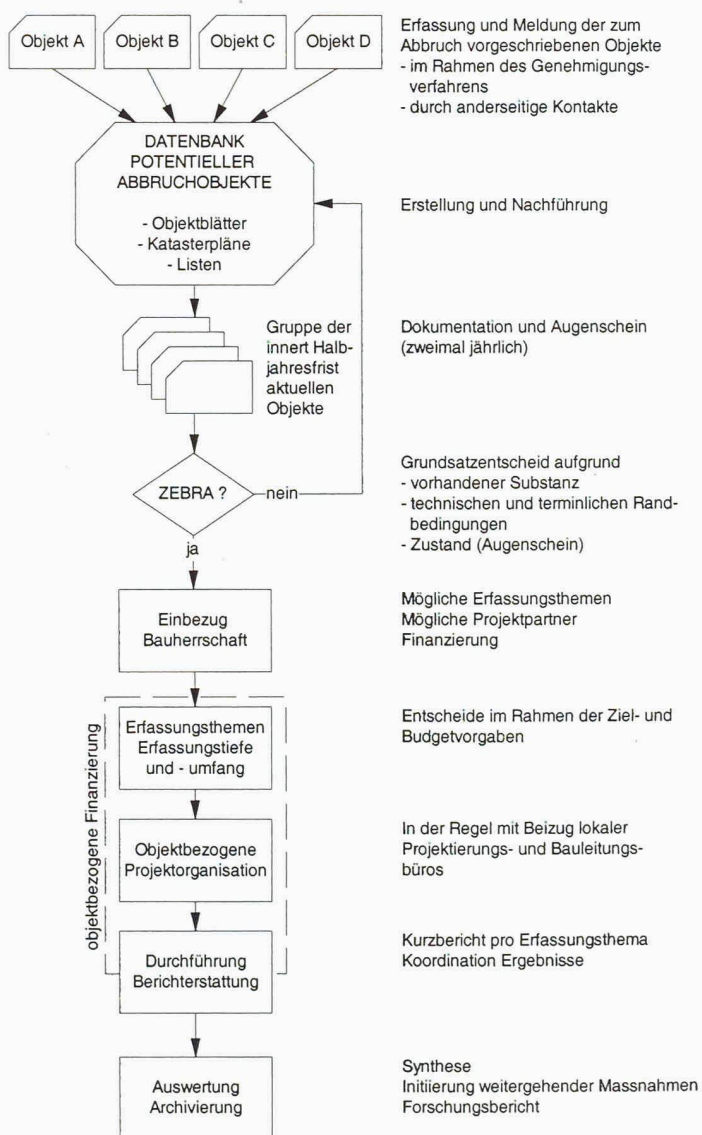 Objekt A
Objekt B
Objekt C
Objekt D
Erfassung und Meldung der zum
Abbruch vorgeschriebenen Objekte
- im Rahmen des Genehmigungs-
verfahrens
- durch anderseitige Kontakte
DATENBANK
POTENTIELLER
ABBRUCHOBJEKTE
- Objektblätter
- Katasterpläne
- Listen
Erstellung und Nachführung
Gruppe der
innert Halb-
jahresfrist
aktuellen
Objekte
Dokumentation und Augenschein
(zweimal jährlich)
ZEBRA ?
nein
ja
Grundsatzentscheid aufgrund
- vorhandener Substanz
- technischen und terminlichen Rand-
bedingungen
- Zustand (Augenschein)
Einbezug
Bauherrschaft
Mögliche Erfassungsthemen
Mögliche Projektpartner
Finanzierung
objektbezogene Finanzierung
Erfassungsthemen
Erfassungstiefe
und - umfang
Entscheide im Rahmen der Ziel- und
Budgetvorgaben
Objektbezogene
Projektorganisation
In der Regel mit Beizug lokaler
Projektierungs- und Bauleitungs-
büros
Durchführung
Berichterstattung
Kurzbericht pro Erfassungsthema
Koordination Ergebnisse
Auswertung
Archivierung
Synthese
Initiierung weitergehender Massnahmen
Forschungsbericht